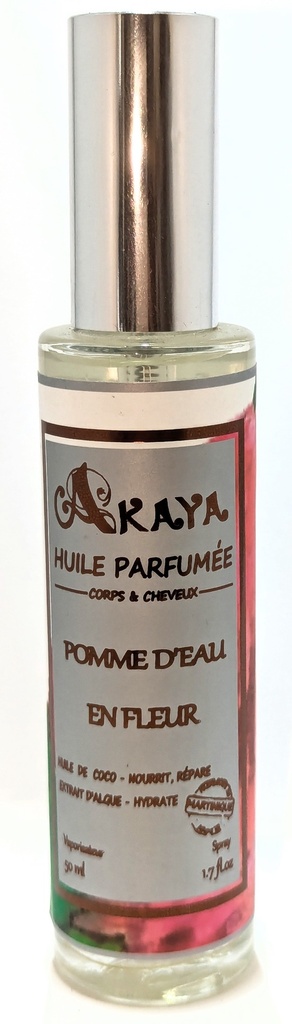 AKAYA
HUILE PARFUMÉE
CORPS & CHEVEUX
POMME D'EAU
EN FLEUR
HUILE DE COCO - NOURRIT, RÉPARE
EXTRAIT D'ALGUE - HYDRATE
MARTINIQUE
Vaporisateur
50 ml
Spray
1.7 fl.oz